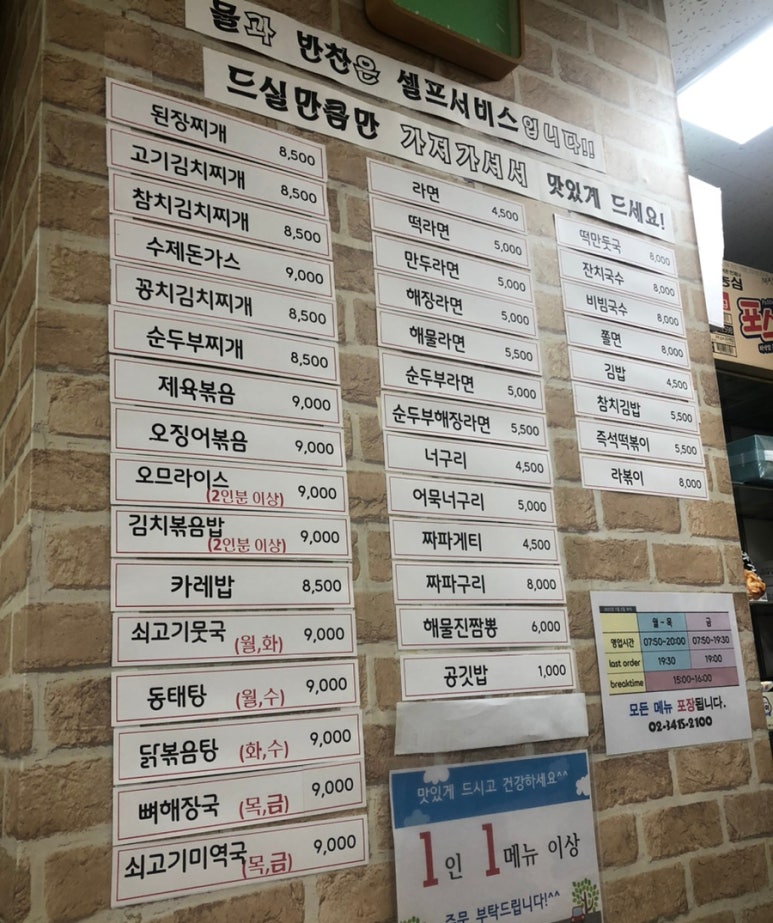 물과 반찬은 셀프서비스입니다!!
드실만큼만 가져가셔서 맛있게 드세요!
된장찌개 8,500
고기김치찌개 8,500
참치김치찌개 8,500
수제돈가스 9,000
꽁치김치찌개 8,500
순두부찌개 8,500
제육볶음 9,000
오징어볶음 9,000
오므라이스 (2인분 이상) 9,000
김치볶음밥 (2인분 이상) 9,000
카레밥 8,500
쇠고기뭇국 (월,화) 9,000
동태탕 (월,수) 9,000
닭볶음탕 (화,수) 9,000
뼈해장국 (목,금) 9,000
쇠고기미역국 (목,금) 9,000
라면 4,500
떡라면 5,000
만두라면 5,000
해장라면 5,000
해물라면 5,500
순두부라면 5,000
순두부해장라면 5,500
너구리 4,500
어묵너구리 5,000
짜파게티 4,500
짜파구리 8,000
해물진짬뽕 6,000
공깃밥 1,000
떡만둣국 8,000
잔치국수 8,000
비빔국수 8,000
쫄면 8,000
김밥 4,500
참치김밥 5,500
즉석떡볶이 5,500
라볶이 8,000
월-목 금
영업시간 07:50~20:00 07:50~19:30
last order 19:30 19:00
breaktime 15:00~16:00
모든 메뉴 포장됩니다.
02-3415-2100
맛있게 드시고 건강하세요^^
1인 1메뉴 이상
주문 부탁드립니다!^^